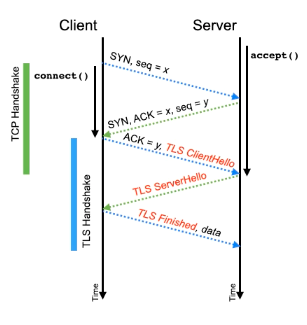 Client
Server
SYN, seq = x
accept()
connect()
TCP Handshake
SYN, ACK = x, seq = y
ACK = y, TLS ClientHello
TLS ServerHello
TLS Handshake
TLS Finished, data
Time
Time